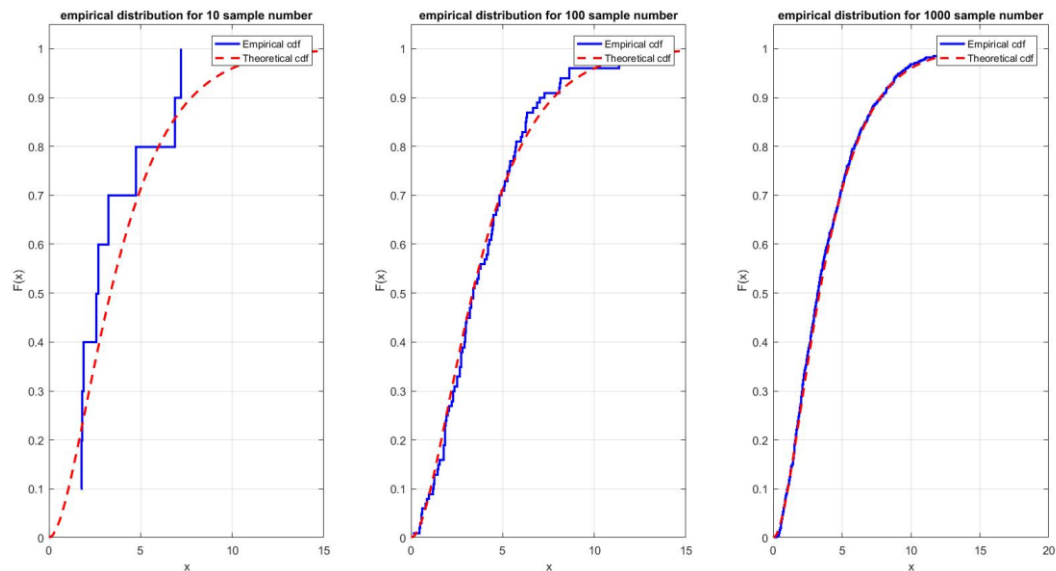 empirical distribution for 10 sample number
Empirical cdf
Theoretical cdf
1
0.9
0.8
0.7
0.6
0.5
0.4
0.3
0.2
0.1
0
F(x)
0 5 10 15
x
empirical distribution for 100 sample number
Empirical cdf
Theoretical cdf
1
0.9
0.8
0.7
0.6
0.5
0.4
0.3
0.2
0.1
0
F(x)
0 5 10 15
x
empirical distribution for 1000 sample number
Empirical cdf
Theoretical cdf
1
0.9
0.8
0.7
0.6
0.5
0.4
0.3
0.2
0.1
0
F(x)
0 5 10 15 20
x